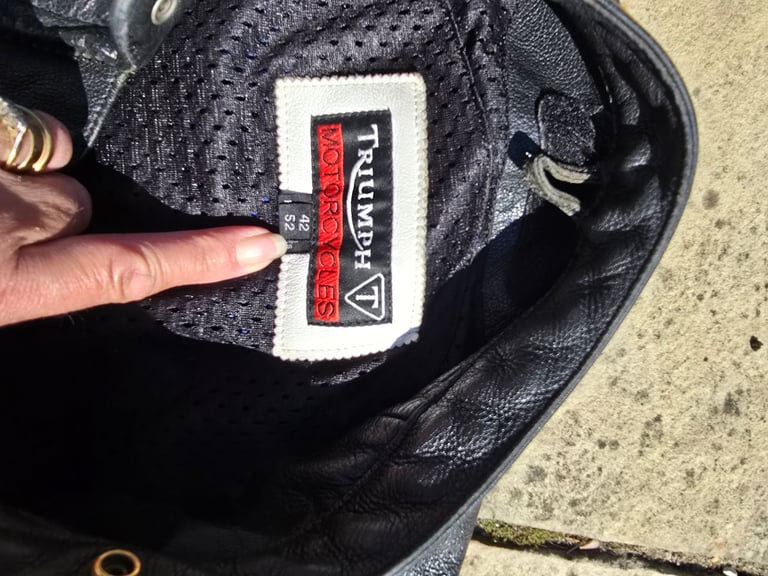 TRIUMPH
MOTORCYCLES
T
42
52